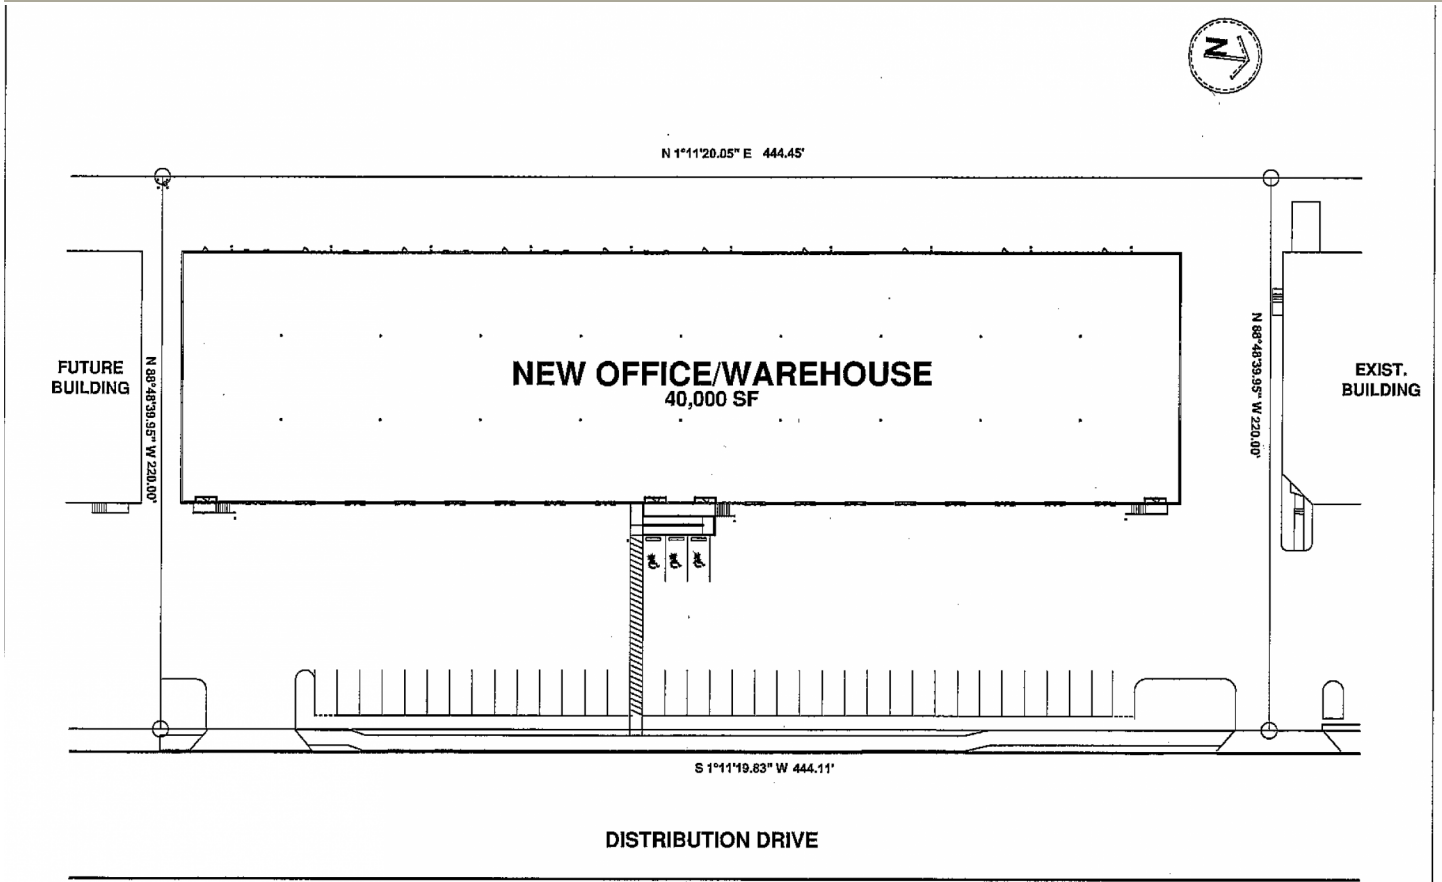 N
N 1°11'20.05" E 444.45'
FUTURE
BUILDING
N 88°48'39.95" W 220.00'
NEW OFFICE/WAREHOUSE
40,000 SF
N 88°48'39.95" W 220.00'
EXIST.
BUILDING
S 1°11'19.83" W 444.11'
DISTRIBUTION DRIVE